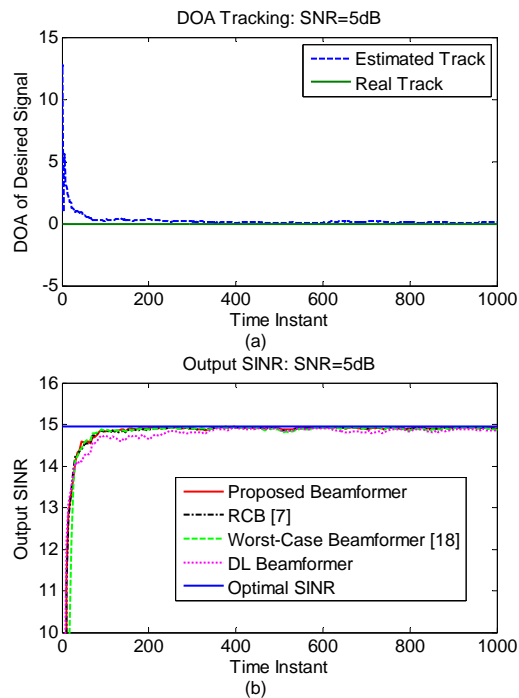 DOA Tracking: SNR=5dB
15
10
5
0
-5
DOA of Desired Signal
Estimated Track
Real Track
0 200 400 600 800 1000
Time Instant
(a)
Output SINR: SNR=5dB
16
15
14
13
12
11
10
Output SINR
Proposed Beamformer
RCB [7]
Worst-Case Beamformer [18]
DL Beamformer
Optimal SINR
0 200 400 600 800 1000
Time Instant
(b)